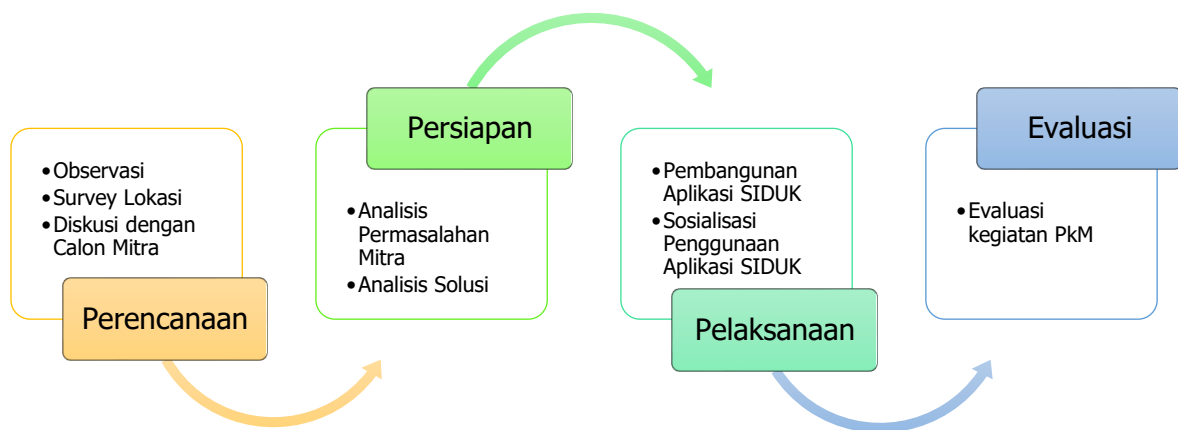 •Observasi
•Survey Lokasi
•Diskusi dengan
Calon Mitra
Perencanaan
Persiapan
•Analisis
Permasalahan
Mitra
•Analisis Solusi
•Pembangunan
Aplikasi SIDUK
•Sosialisasi
Penggunaan
Aplikasi SIDUK
Pelaksanaan
Evaluasi
•Evaluasi
kegiatan PkM